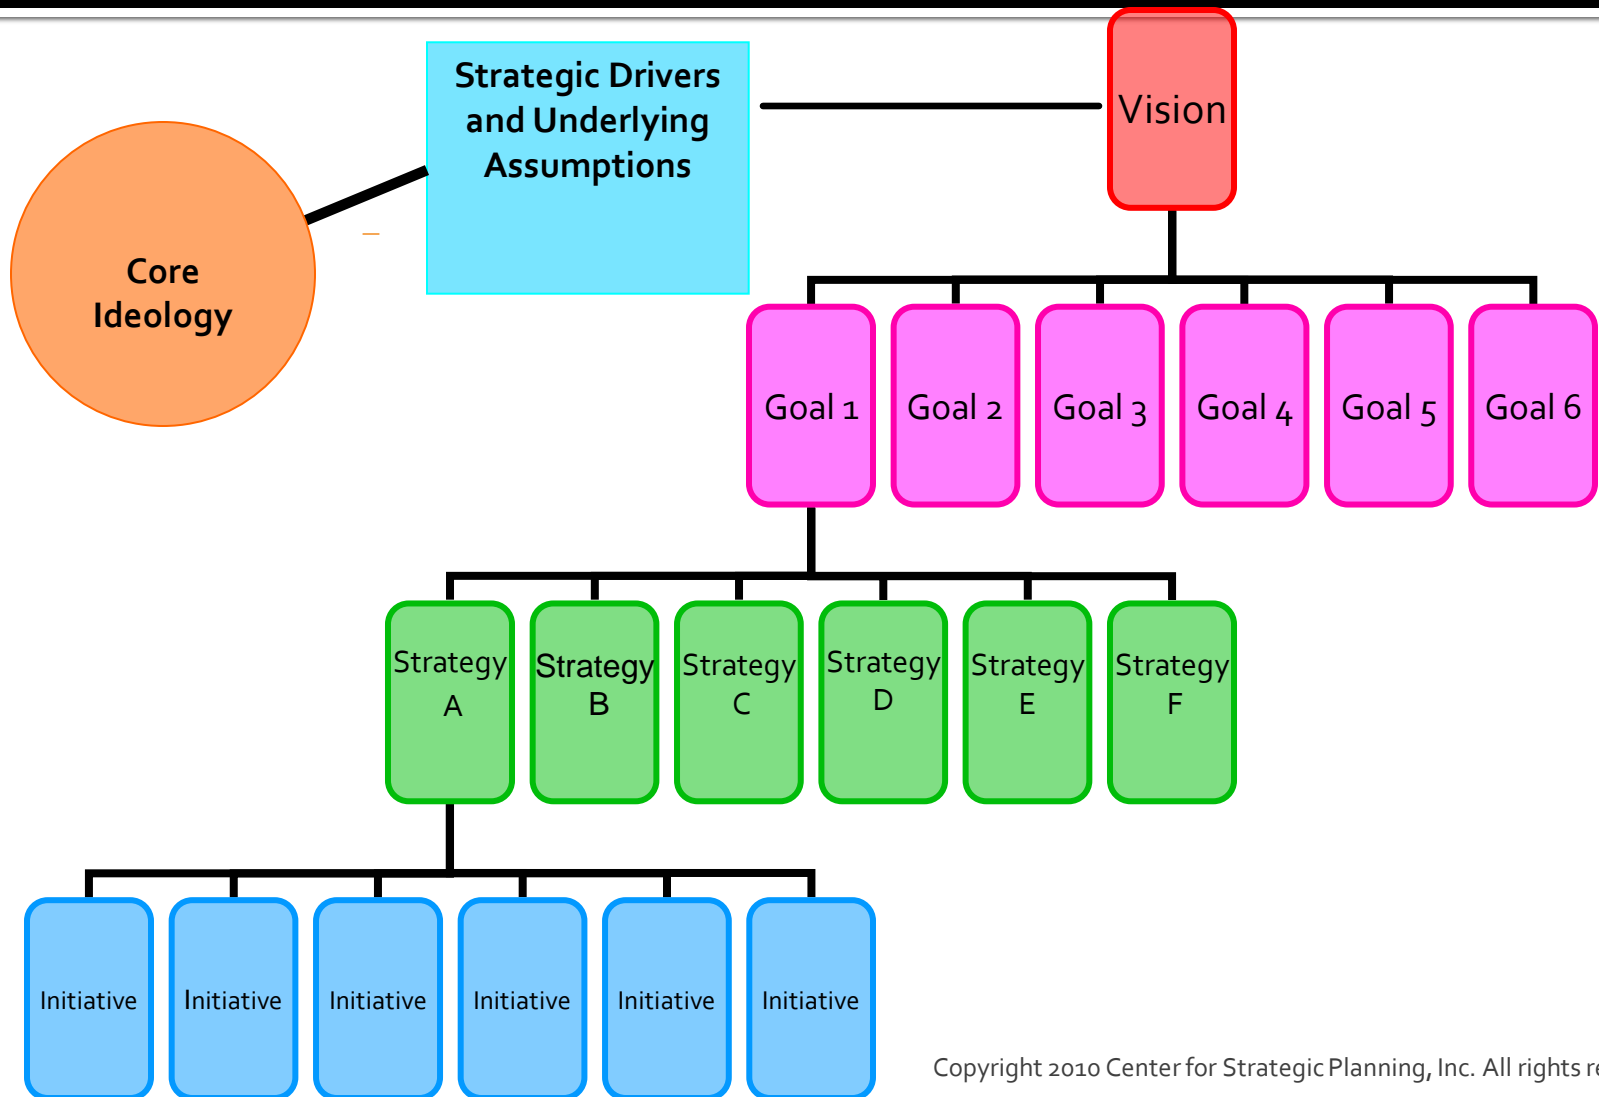 Strategic Drivers
and Underlying
Assumptions
Vision
Core
Ideology
Goal 1
Goal 2
Goal 3
Goal 4
Goal 5
Goal 6
Strategy
A
Strategy
B
Strategy
C
Strategy
D
Strategy
E
Strategy
F
Initiative
Initiative
Initiative
Initiative
Initiative
Initiative
Copyright 2010 Center for Strategic Planning, Inc. All rights re